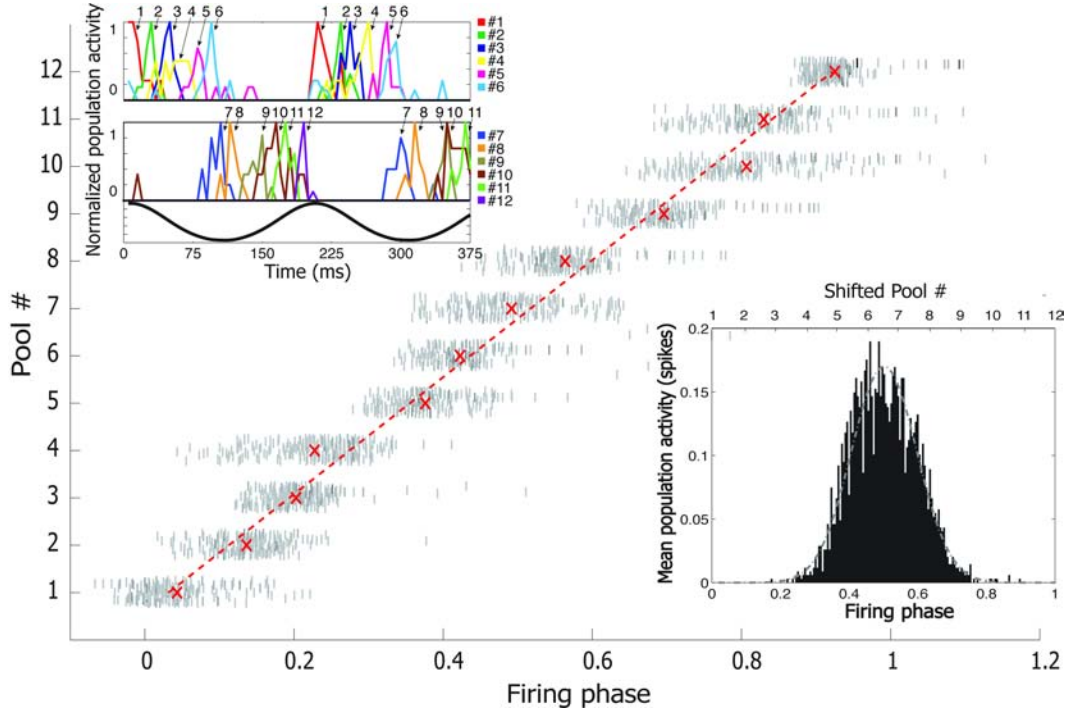 Normalized population activity
1 2 3 4 5 6 1 2 3 4 5 6
1
0
#1
#2
#3
#4
#5
#6
7 8 9 10 11 12 7 8 9 10 11
1
0
#7
#8
#9
#10
#11
#12
0 75 150 225 300 375
Time (ms)
Pool #
12
11
10
9
8
7
6
5
4
3
2
1
0 0.2 0.4 0.6 0.8 1 1.2
Firing phase
Shifted Pool #
1 2 3 4 5 6 7 8 9 10 11 12
Mean population activity (spikes)
0.2
0.15
0.1
0.05
0
0 0.2 0.4 0.6 0.8 1
Firing phase